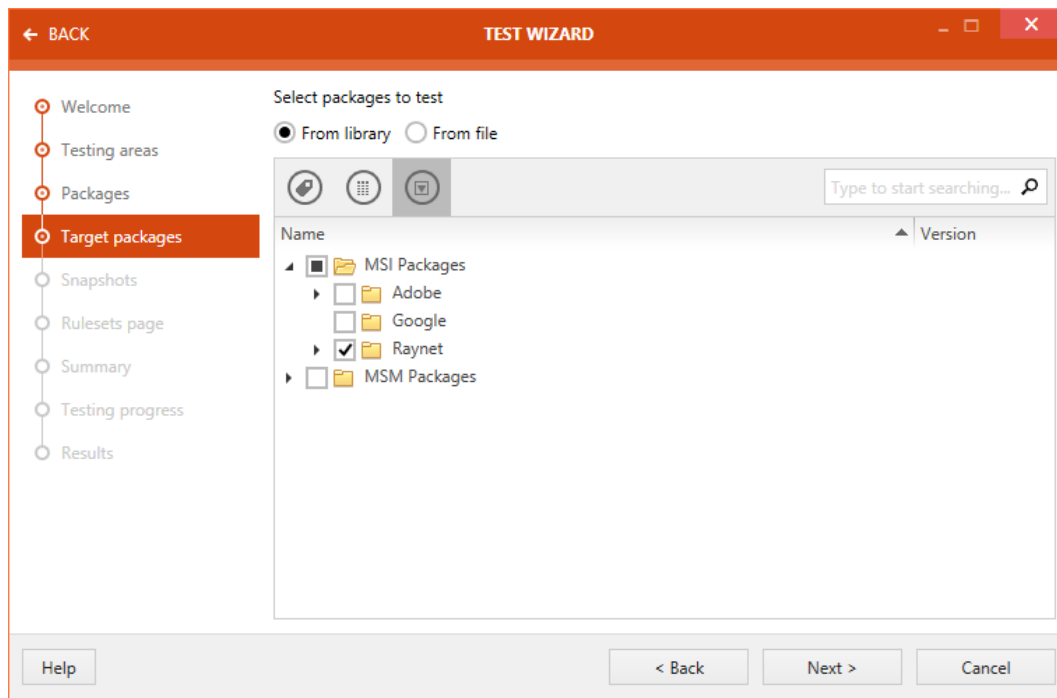 BACK
TEST WIZARD
Welcome
Testing areas
Packages
Target packages
Snapshots
Rulesets page
Summary
Testing progress
Results
Select packages to test
From library From file
Type to start searching...
Name Version
MSI Packages
Adobe
Google
Raynet
MSM Packages
Help < Back Next > Cancel